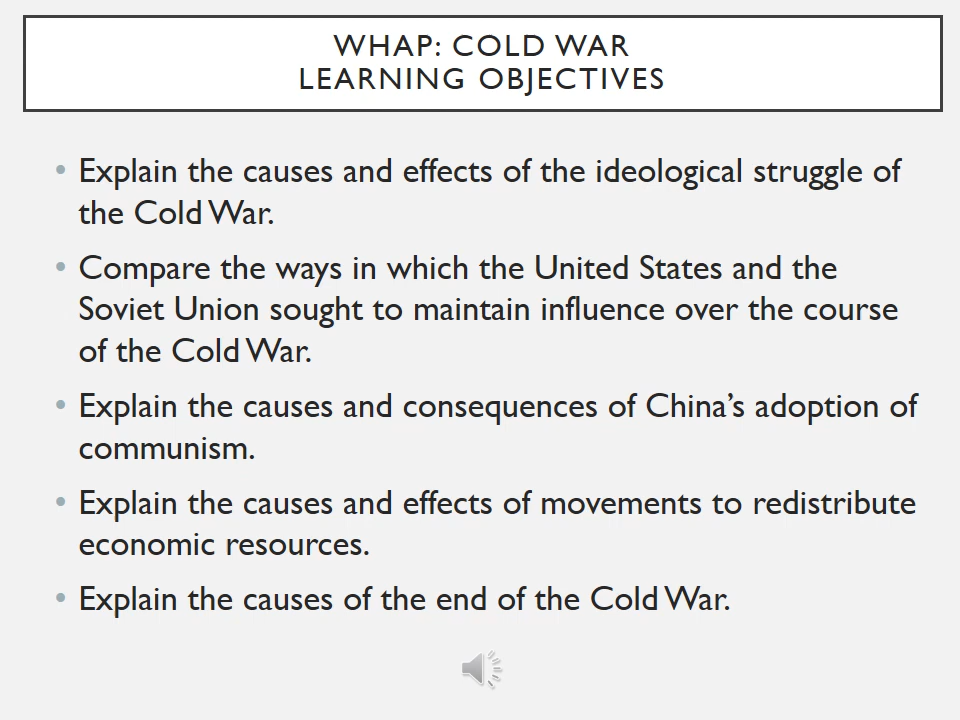 WHAP: COLD WAR
LEARNING OBJECTIVES
• Explain the causes and effects of the ideological struggle of
the Cold War.
• Compare the ways in which the United States and the
Soviet Union sought to maintain influence over the course
of the Cold War.
• Explain the causes and consequences of China’s adoption of
communism.
• Explain the causes and effects of movements to redistribute
economic resources.
• Explain the causes of the end of the Cold War.